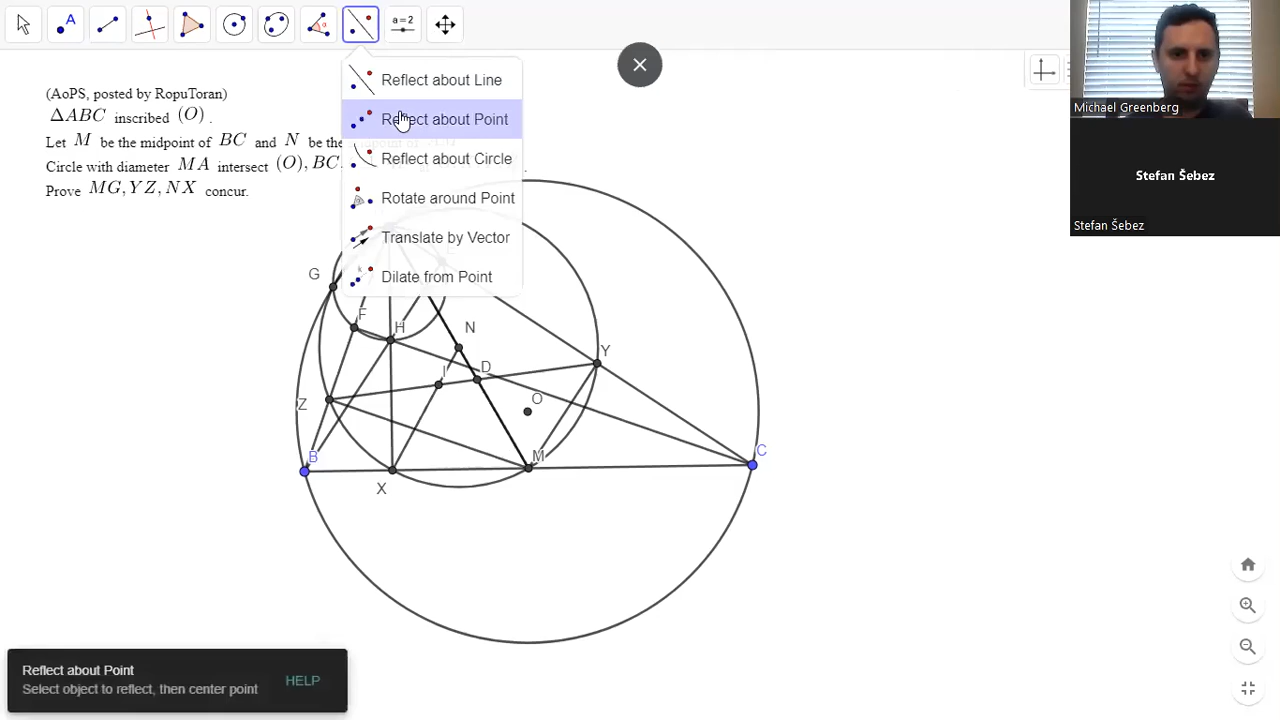 a=2
(AoPS, posted by RopuToran)
ΔABC inscribed (O).
Let M be the midpoint of BC and N be the
Circle with diameter MA intersect (O), BC
Prove MG, YZ, NX concur.
Reflect about Line
Reflect about Point
Reflect about Circle
Rotate around Point
Translate by Vector
Dilate from Point
Michael Greenberg
Stefan Šebez
Stefan Šebez
G
F
H
N
Y
I
D
Z
O
B
M
C
X
Reflect about Point
Select object to reflect, then center point
HELP